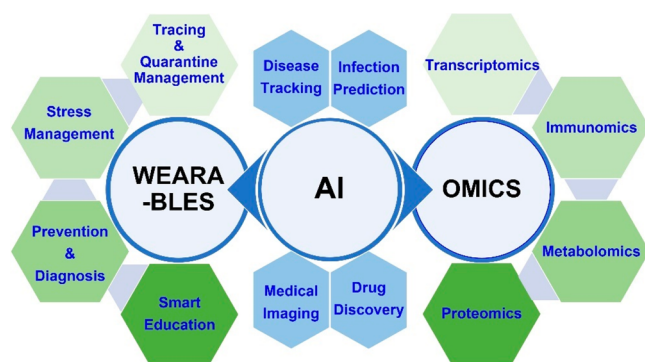 Tracing
&
Quarantine
Management
Stress
Management
WEARA
-BLES
Prevention
&
Diagnosis
Smart
Education
Disease
Tracking
Infection
Prediction
AI
Medical
Imaging
Drug
Discovery
Transcriptomics
Immunomics
OMICS
Metabolomics
Proteomics